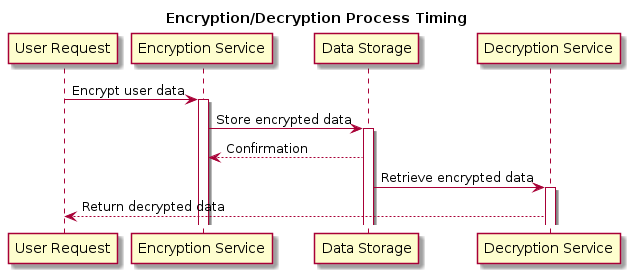 Encryption/Decryption Process Timing
User Request
Encryption Service
Data Storage
Decryption Service
Encrypt user data
Store encrypted data
Confirmation
Retrieve encrypted data
Return decrypted data
User Request
Encryption Service
Data Storage
Decryption Service